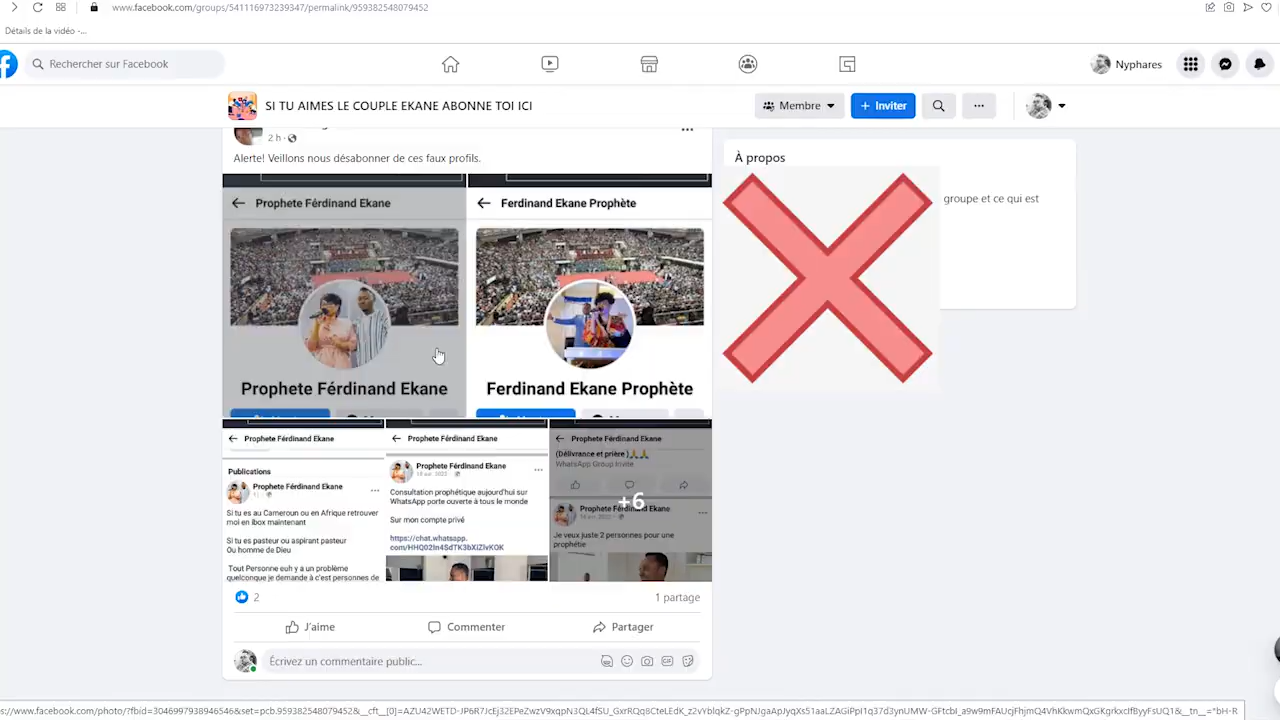 www.facebook.com/groups/541116973239347/permalink/959382548079452
Détails de la vidéo -...
Rechercher sur Facebook
Nyphares
SI TU AIMES LE COUPLE EKANE ABONNE TOI ICI
Membre
+ Inviter
2 h
Alerte! Veillons nous désabonner de ces faux profils.
À propos
groupe et ce qui est
Prophete Férdinand Ekane
Prophete Férdinand Ekane
Ferdinand Ekane Prophète
Ferdinand Ekane Prophète
Prophete Férdinand Ekane
Publications
Prophete Férdinand Ekane
Si tu es au Cameroun ou en Afrique retrouver
moi en ibox maintenant
Si tu es pasteur ou aspirant pasteur
Ou homme de Dieu
Tout Personne euh y a un problème
quelconque je demande à c'est personnes de
Prophete Férdinand Ekane
Prophete Férdinand Ekane
Consultation prophétique aujourd'hui sur
WhatsApp porte ouverte à tous le monde
Sur mon compte privé
https://chat.whatsapp.
Prophete Férdinand Ekane
(Délivrance et prière )🙏🙏
WhatsApp Group Invite
+6
Prophete Férdinand Ekane
Je veux juste 2 personnes pour une
prophétie
2
1 partage
J'aime
Commenter
Partager
Écrivez un commentaire public...